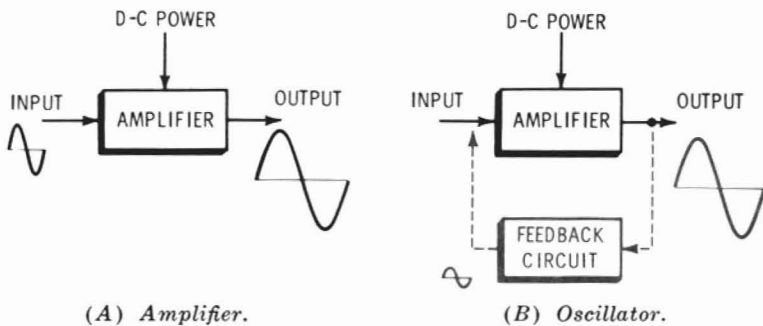 D-C POWER
INPUT
AMPLIFIER
OUTPUT
(A) Amplifier.
D-C POWER
INPUT
AMPLIFIER
OUTPUT
FEEDBACK
CIRCUIT
(B) Oscillator.